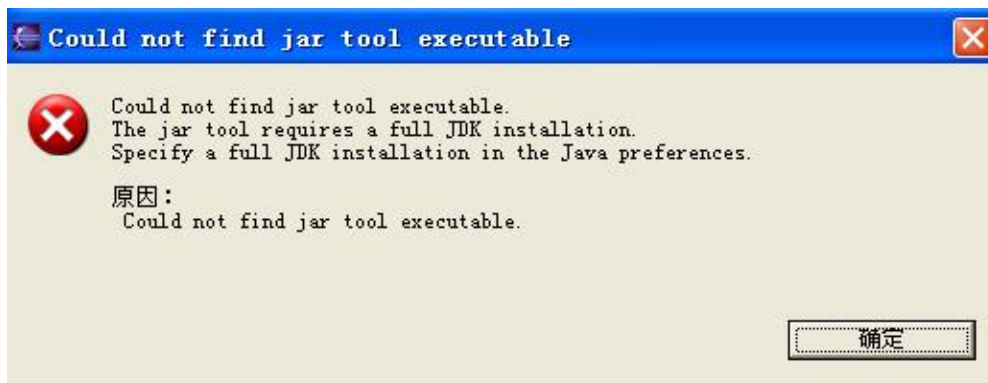 Could not find jar tool executable
Could not find jar tool executable.
The jar tool requires a full JDK installation.
Specify a full JDK installation in the Java preferences.
原因：
Could not find jar tool executable.
确定